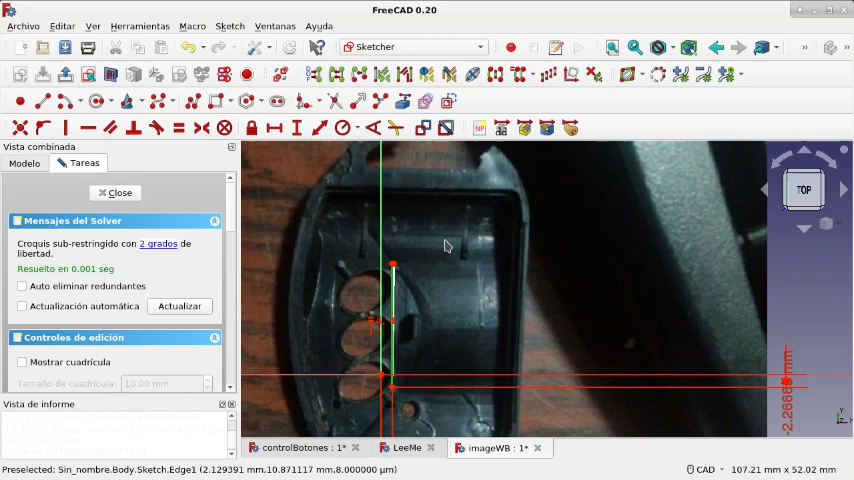 FreeCAD 0.20
Archivo Editar Ver Herramientas Macro Sketch Ventanas Ayuda
Sketcher
Vista combinada
Modelo Tareas
Close
Mensajes del Solver
Croquis sub-restringido con 2 grados de libertad.
Resuelto en 0.001 seg
Auto eliminar redundantes
Actualización automática Actualizar
Controles de edición
Mostrar cuadrícula
Tamaño de cuadrícula 10.00 mm
Vista de informe
TOP
controlBotones : 1* LeeMe imageWB : 1*
Preselected: Sin_nombre.Body.Sketch.Edge1 (2.129391 mm,10.871117 mm,8.000000 µm) CAD 107.21 mm x 52.02 mm